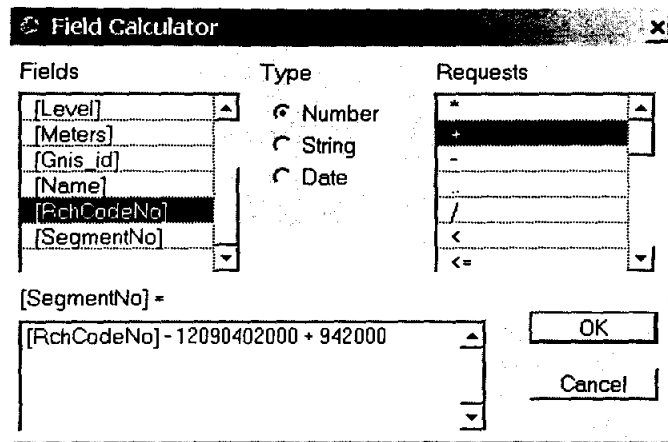 Field Calculator
Fields
Type
Requests
[Level]
[Meters]
[Gnis_id]
[Name]
[RchCodeNo]
[SegmentNo]
Number
String
Date
*
+
-
..
/
<
<=
[SegmentNo] =
[RchCodeNo] - 12090402000 + 942000
OK
Cancel